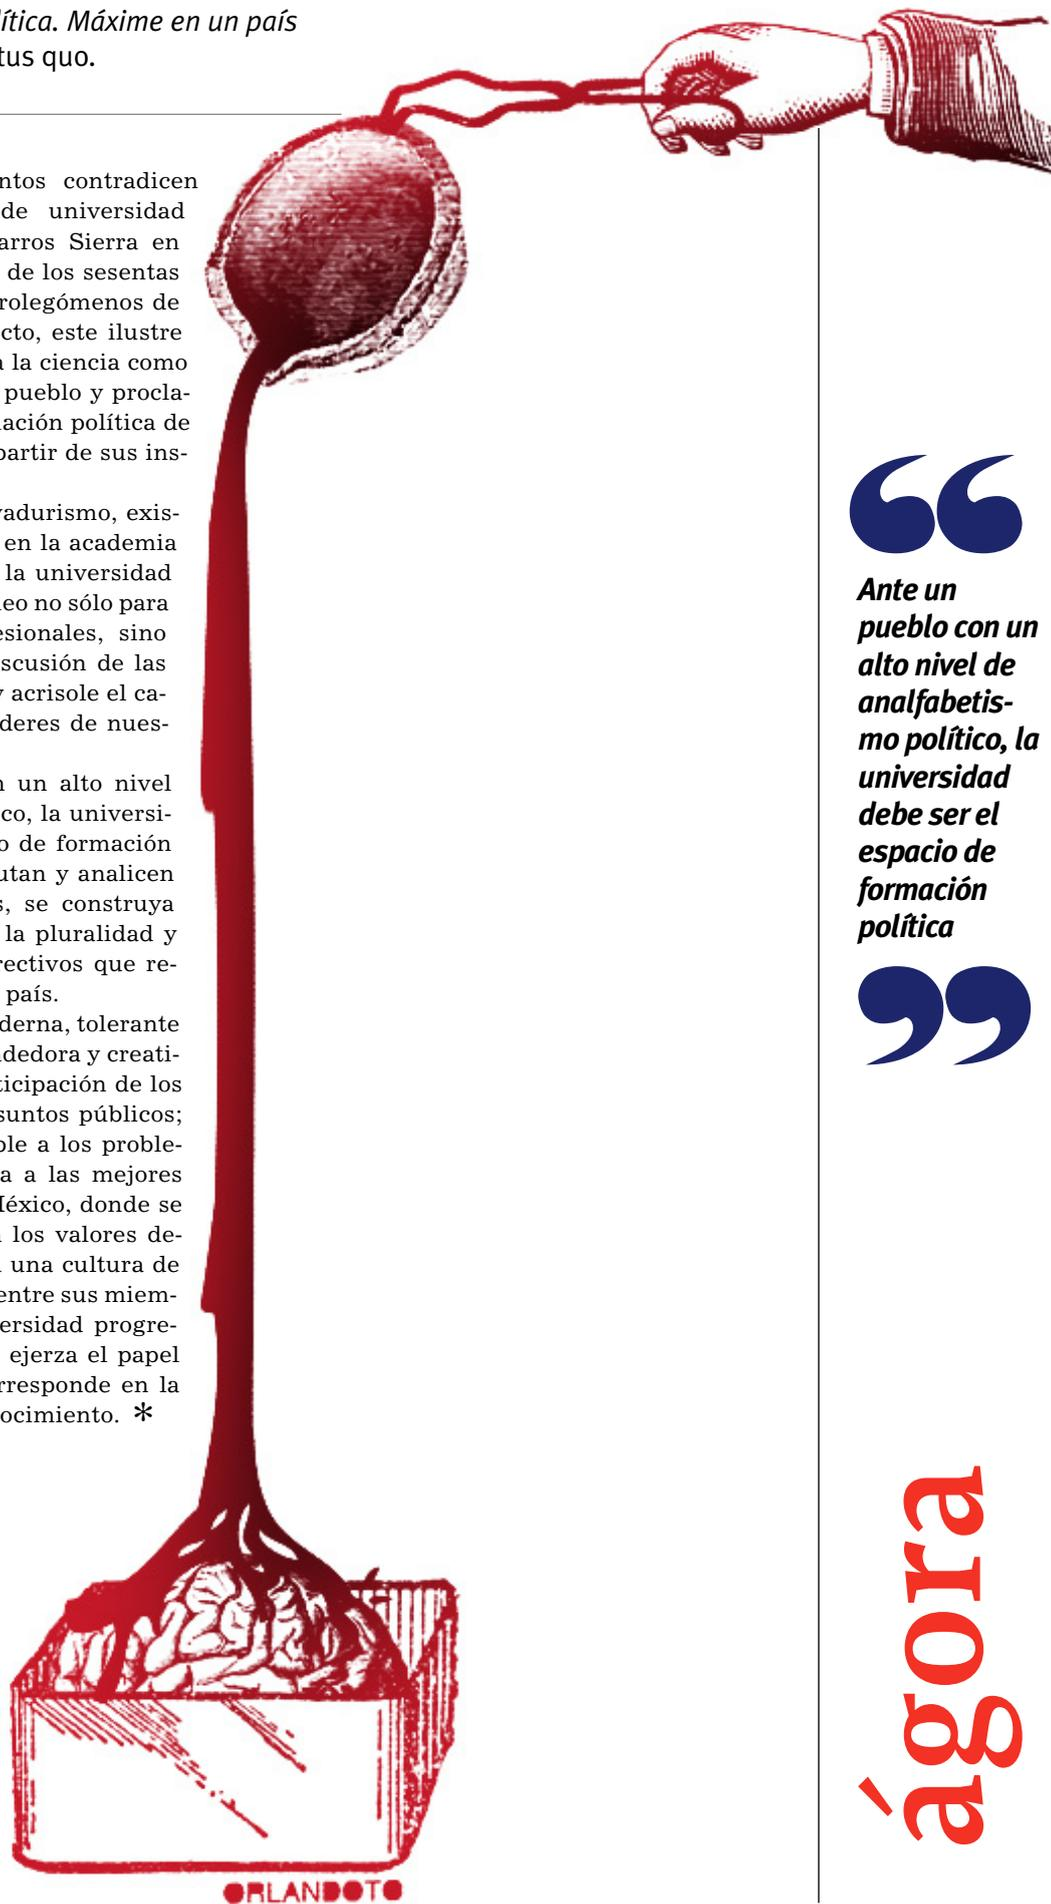 lítica. Máxime en un país
tus quo.
ntos contradicen
de universidad
arros Sierra en
de los sesentas
rolegómenos de
cto, este ilustre
a la ciencia como
pueblo y procla-
ación política de
partir de sus ins-
vadurismo, exis-
en la academia
la universidad
eo no sólo para
esionales, sino
scusión de las
y acrisole el ca-
deres de nues-
n un alto nivel
co, la universi-
o de formación
utan y analicen
s, se construya
la pluralidad y
rectivos que re-
país.
derna, tolerante
dedora y creati-
ticipación de los
suntos públicos;
ble a los proble-
a a las mejores
México, donde se
n los valores de-
a una cultura de
entre sus miem-
ersidad progre-
ejerza el papel
rresponde en la
ocimiento. *
“
Ante un
pueblo con un
alto nivel de
analfabetis-
mo político, la
universidad
debe ser el
espacio de
formación
política
”
ágora
ORLANDOTO